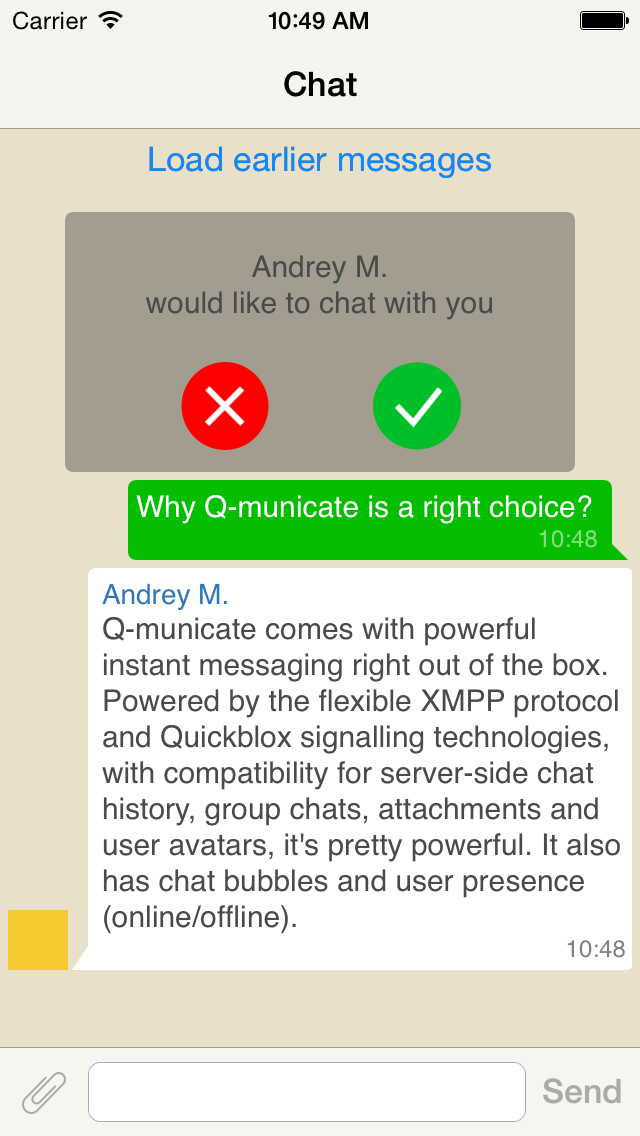 Carrier 10:49 AM
Chat
Load earlier messages
Andrey M.
would like to chat with you
Why Q-municate is a right choice?
10:48
Andrey M.
Q-municate comes with powerful
instant messaging right out of the box.
Powered by the flexible XMPP protocol
and Quickblox signalling technologies,
with compatibility for server-side chat
history, group chats, attachments and
user avatars, it's pretty powerful. It also
has chat bubbles and user presence
(online/offline).
10:48
Send